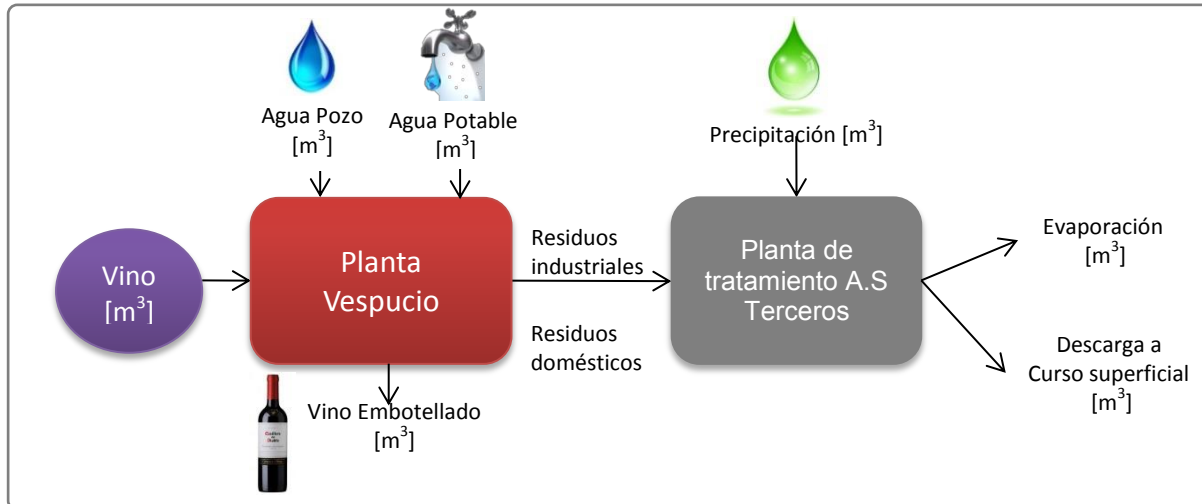 Agua Pozo
[m³]
Agua Potable
[m³]
Precipitación [m³]
Vino
[m³]
Planta
Vespucio
Residuos
industriales
Residuos
domésticos
Planta de
tratamiento A.S
Terceros
Evaporación
[m³]
Descarga a
Curso superficial
[m³]
Vino Embotellado
[m³]